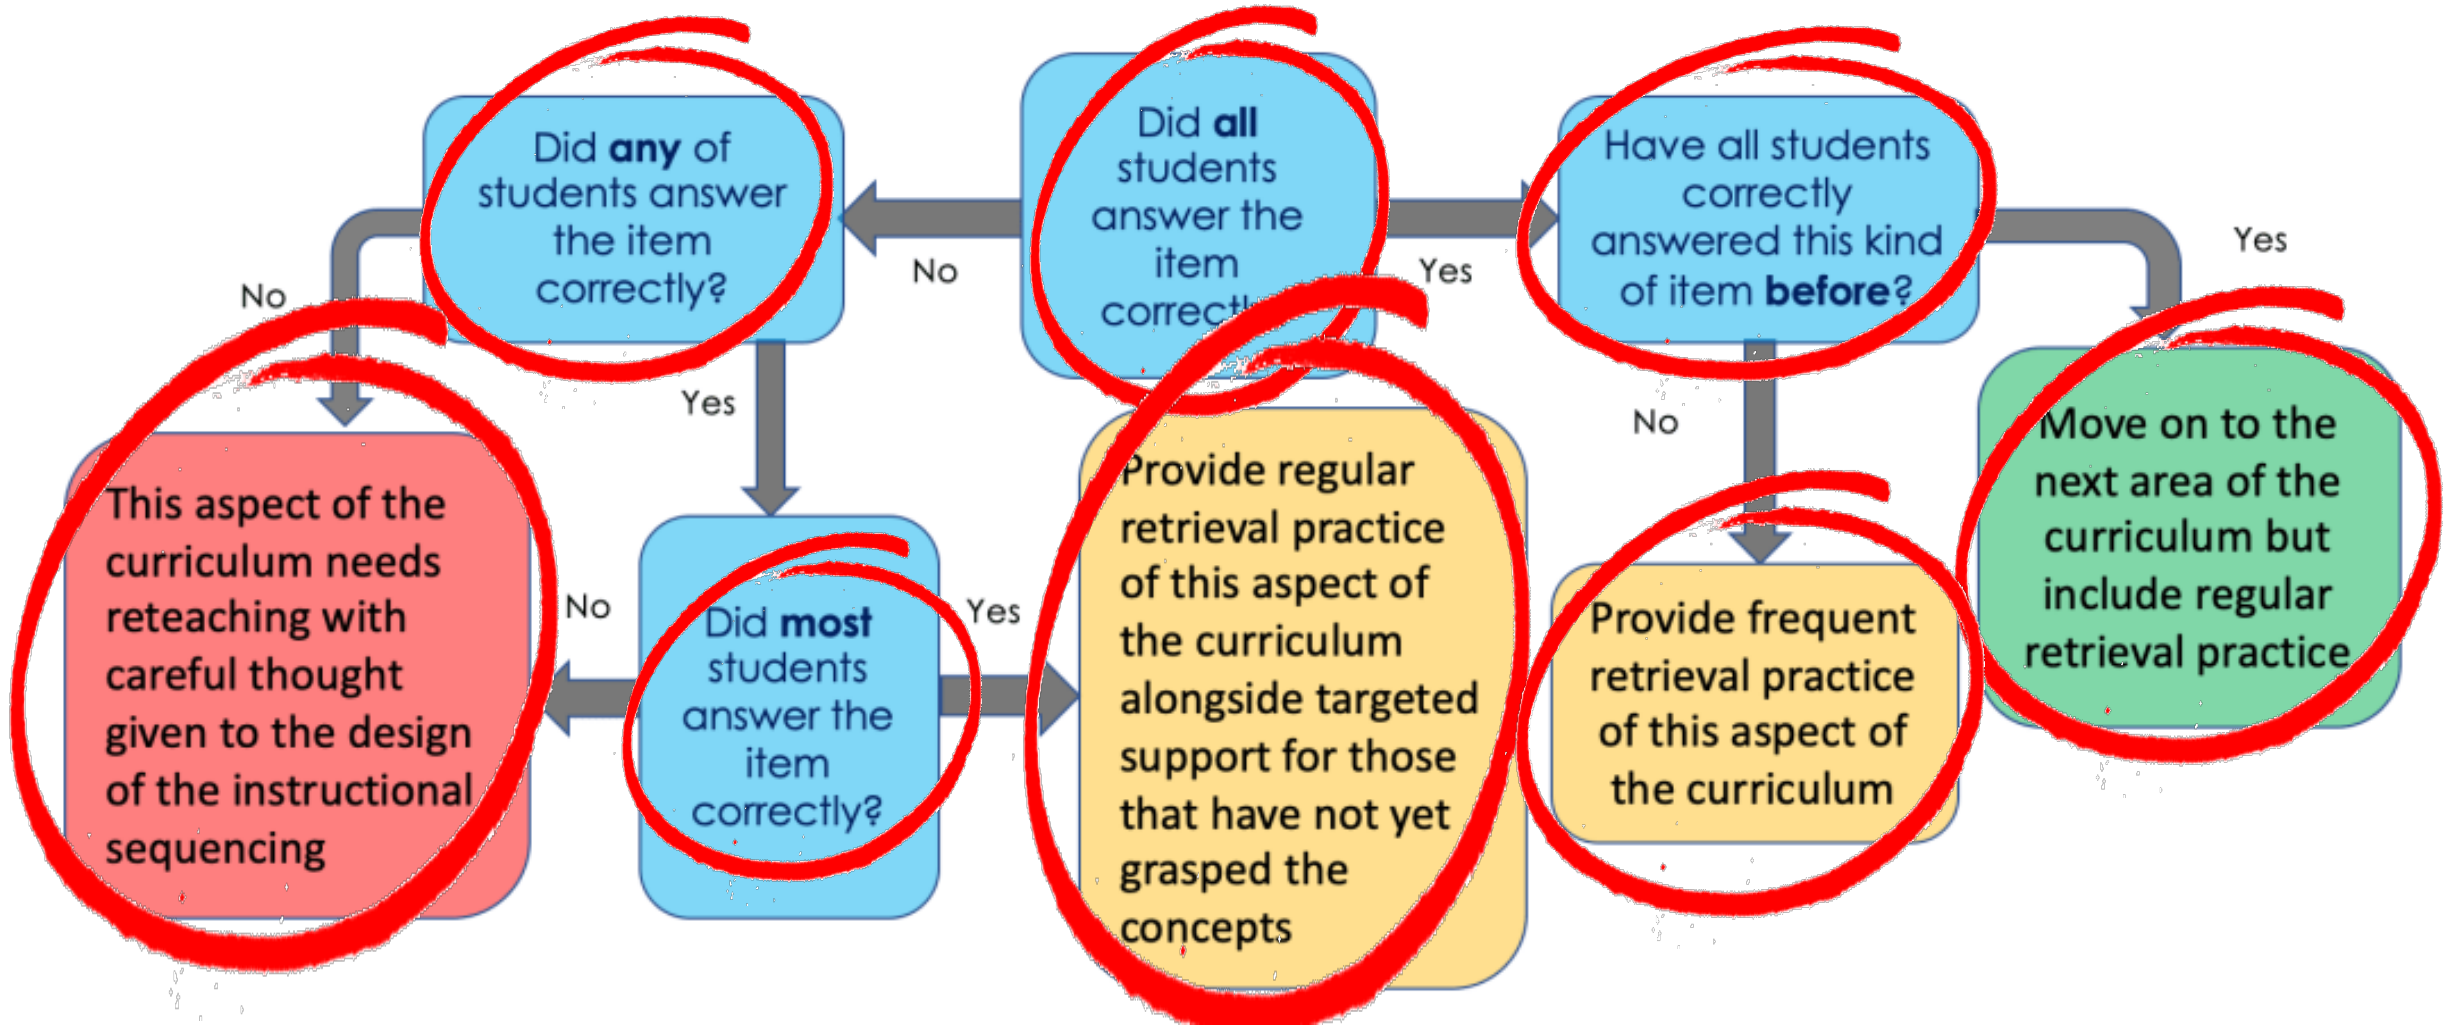 Did any of
students answer
the item
correctly?
No
Yes
Did all
students
answer the
item
No
Yes
Have all students
correctly
answered this kind
of item before?
Yes
No
This aspect of the
curriculum needs
reteaching with
careful thought
given to the design
of the instructional
sequencing
No
Did most
students
answer the
item
correctly?
Yes
Provide regular
retrieval practice
of this aspect of
the curriculum
alongside targeted
support for those
that have not yet
grasped the
concepts
Provide frequent
retrieval practice
of this aspect of
the curriculum
Move on to the
next area of the
curriculum but
include regular
retrieval practice